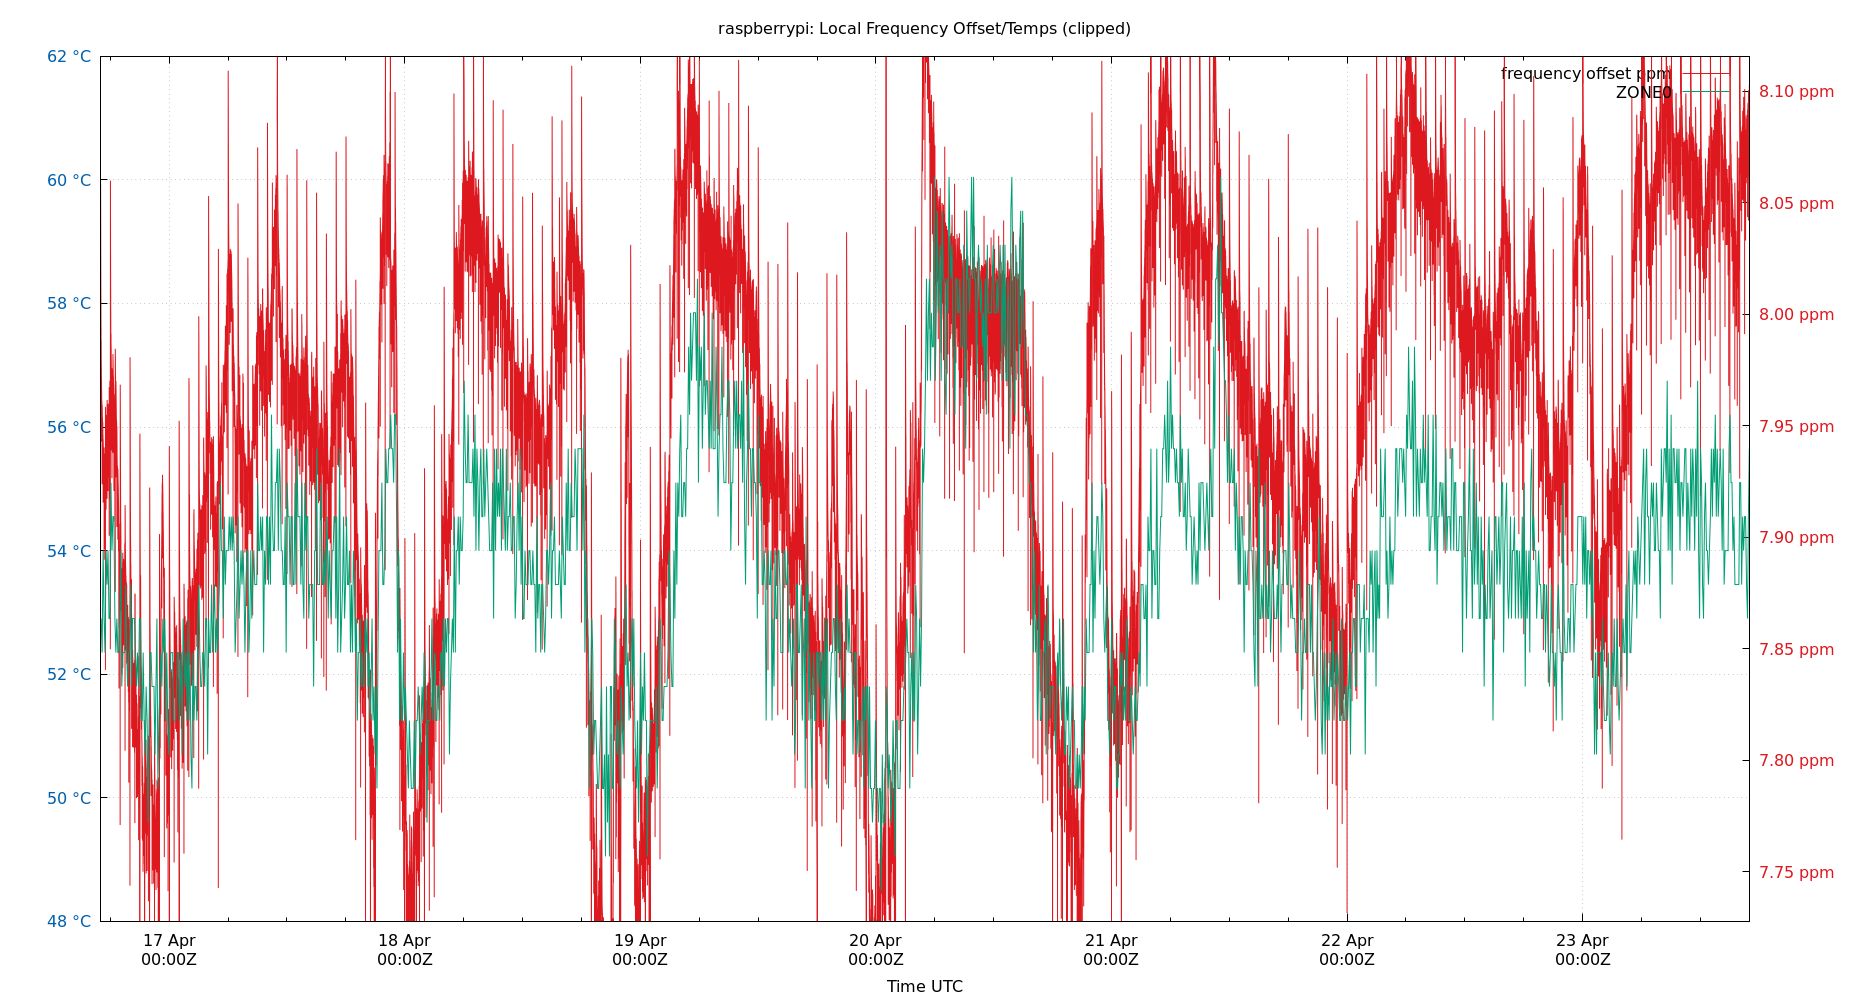 raspberrypi: Local Frequency Offset/Temps (clipped)
62 °C
60 °C
58 °C
56 °C
54 °C
52 °C
50 °C
48 °C
frequency offset ppm
ZONE0
8.10 ppm
8.05 ppm
8.00 ppm
7.95 ppm
7.90 ppm
7.85 ppm
7.80 ppm
7.75 ppm
17 Apr
00:00Z
18 Apr
00:00Z
19 Apr
00:00Z
20 Apr
00:00Z
21 Apr
00:00Z
22 Apr
00:00Z
23 Apr
00:00Z
Time UTC